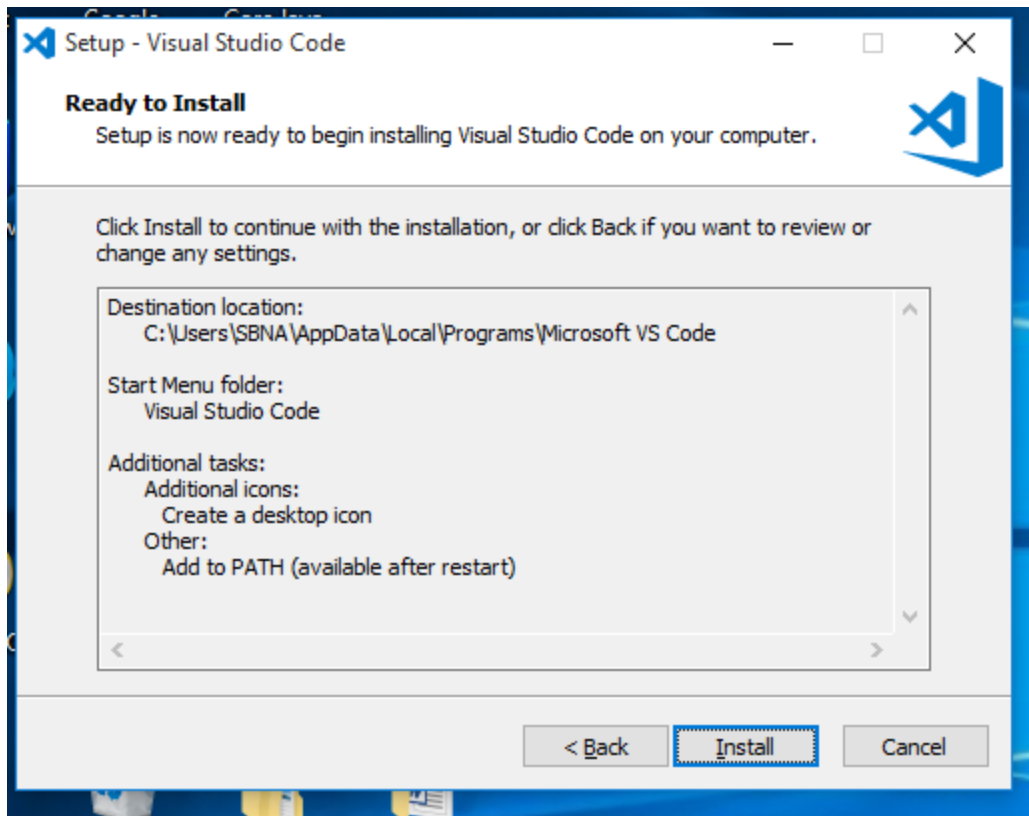 Setup - Visual Studio Code
Ready to Install
Setup is now ready to begin installing Visual Studio Code on your computer.
Click Install to continue with the installation, or click Back if you want to review or
change any settings.
Destination location:
C:\Users\SBNA\AppData\Local\Programs\Microsoft VS Code
Start Menu folder:
Visual Studio Code
Additional tasks:
Additional icons:
Create a desktop icon
Other:
Add to PATH (available after restart)
< Back
Install
Cancel